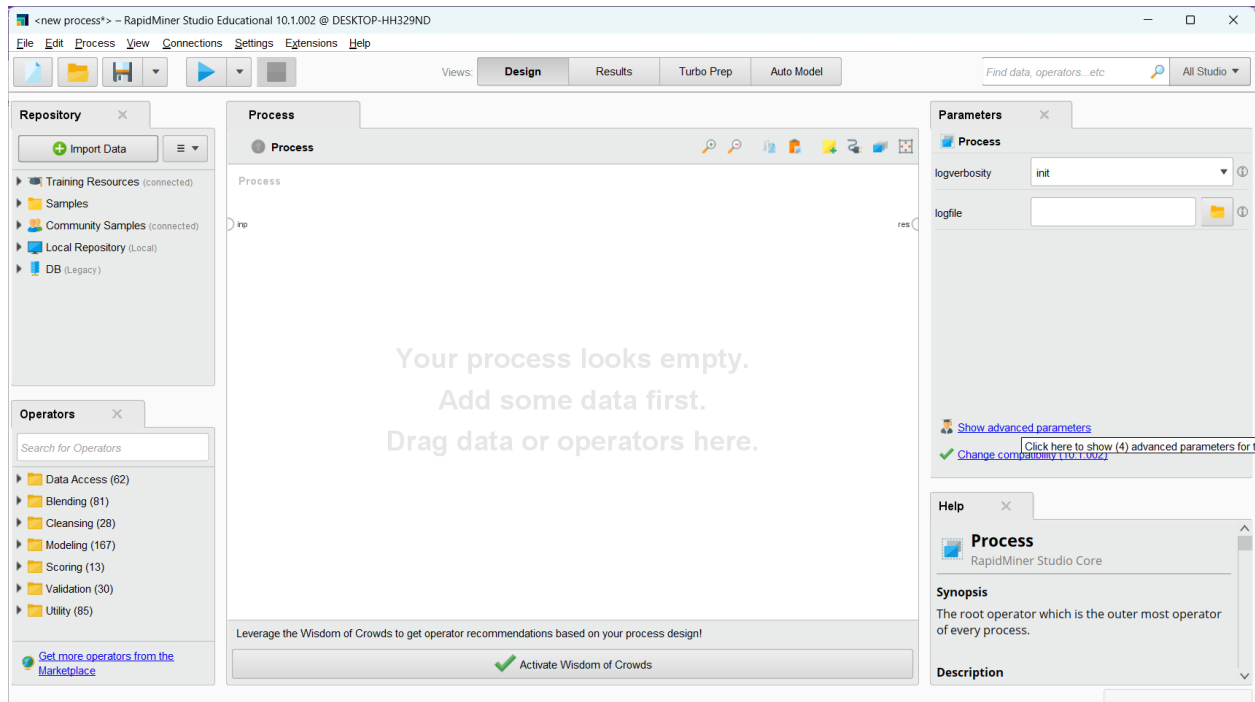 <new process*> – RapidMiner Studio Educational 10.1.002 @ DESKTOP-HH329ND
File Edit Process View Connections Settings Extensions Help
Views: Design Results Turbo Prep Auto Model
Find data, operators...etc
All Studio
Repository
Import Data
Training Resources (connected)
Samples
Community Samples (connected)
Local Repository (Local)
DB (Legacy)
Operators
Search for Operators
Data Access (62)
Blending (81)
Cleansing (28)
Modeling (167)
Scoring (13)
Validation (30)
Utility (85)
Get more operators from the
Marketplace
Process
Process
Process
inp
res
Your process looks empty.
Add some data first.
Drag data or operators here.
Leverage the Wisdom of Crowds to get operator recommendations based on your process design!
Activate Wisdom of Crowds
Parameters
Process
logverbosity
init
logfile
Show advanced parameters
Click here to show (4) advanced parameters for
Change compatibility (10.1.002)
Help
Process
RapidMiner Studio Core
Synopsis
The root operator which is the outer most operator
of every process.
Description